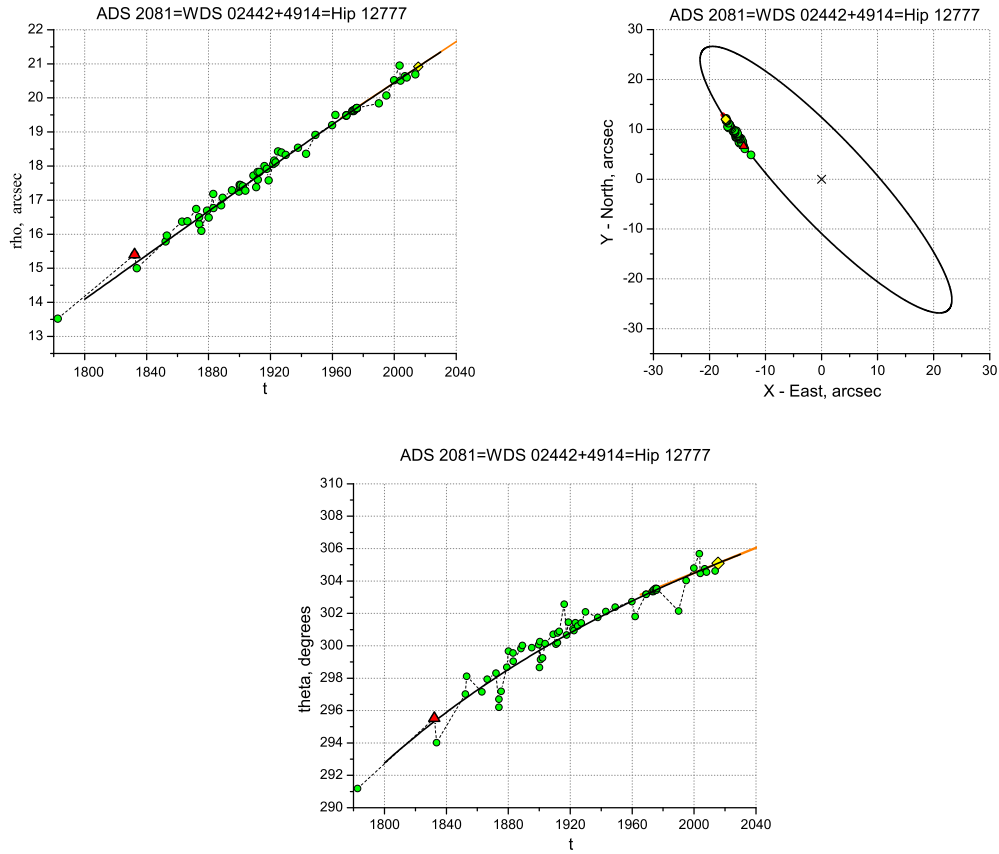 ADS 2081=WDS 02442+4914=Hip 12777
22
21
20
19
18
17
16
15
14
13
rho, arcsec
1800 1840 1880 1920 1960 2000 2040
t
ADS 2081=WDS 02442+4914=Hip 12777
30
20
10
0
-10
-20
-30
Y - North, arcsec
-30 -20 -10 0 10 20 30
X - East, arcsec
ADS 2081=WDS 02442+4914=Hip 12777
310
308
306
304
302
300
298
296
294
292
290
theta, degrees
1800 1840 1880 1920 1960 2000 2040
t